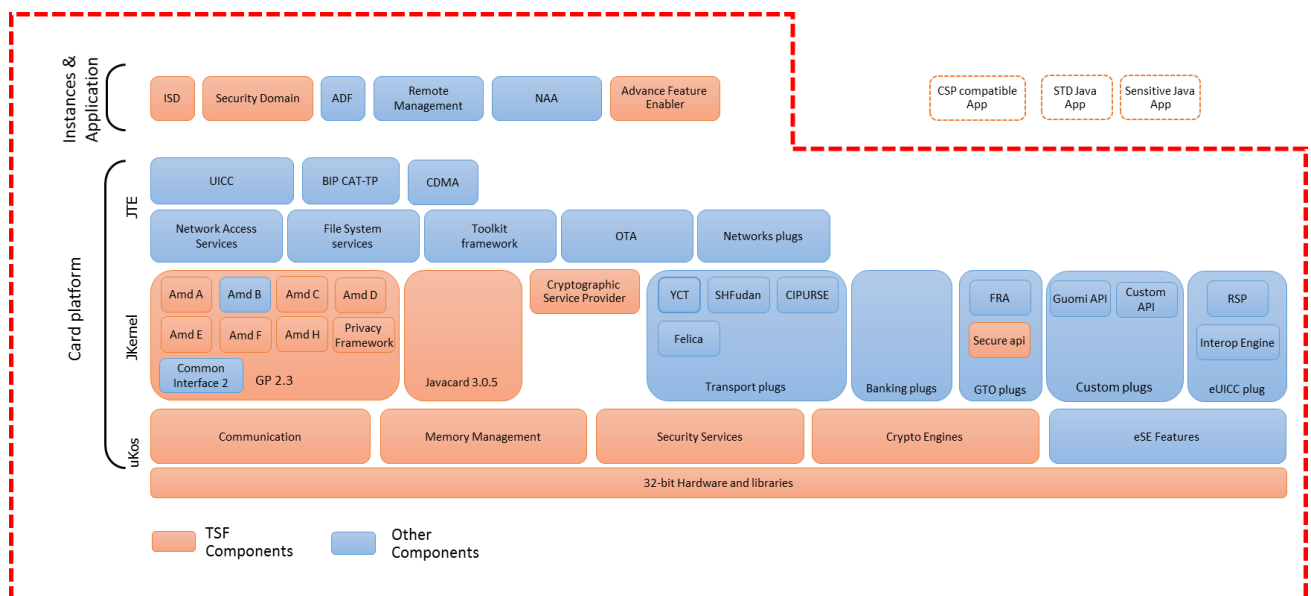 Instances &
Application
ISD
Security Domain
ADF
Remote
Management
NAA
Advance Feature
Enabler
CSP compatible
App
STD Java
App
Sensitive Java
App
Card platform
JTE
UICC
BIP CAT-TP
CDMA
Network Access
Services
File System
services
Toolkit
framework
OTA
Networks plugs
JKernel
Amd A
Amd B
Amd C
Amd D
Amd E
Amd F
Amd H
Privacy
Framework
Common
Interface 2
GP 2.3
Javacard 3.0.5
Cryptographic
Service Provider
YCT
SHFudan
CIPURSE
Felica
Transport plugs
Banking plugs
FRA
Secure api
GTO plugs
Guomi API
Custom
API
Custom plugs
RSP
Interop Engine
eUICC plug
uKos
Communication
Memory Management
Security Services
Crypto Engines
eSE Features
32-bit Hardware and libraries
TSF
Components
Other
Components